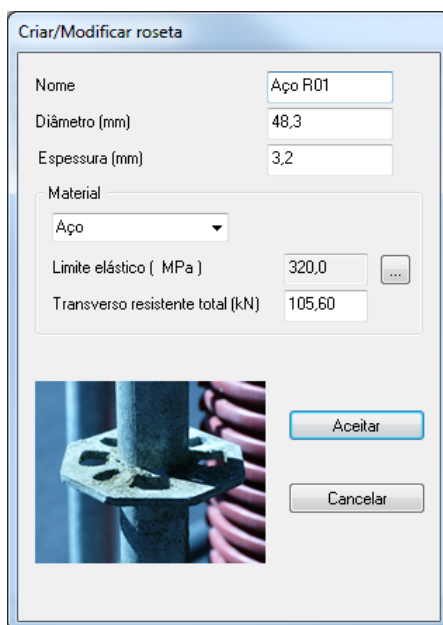 Criar/Modificar roseta
Nome Aço R01
Diâmetro (mm) 48,3
Espessura (mm) 3,2
Material
Aço
Limite elástico ( MPa ) 320,0 ...
Transverso resistente total (kN) 105,60
Aceitar
Cancelar